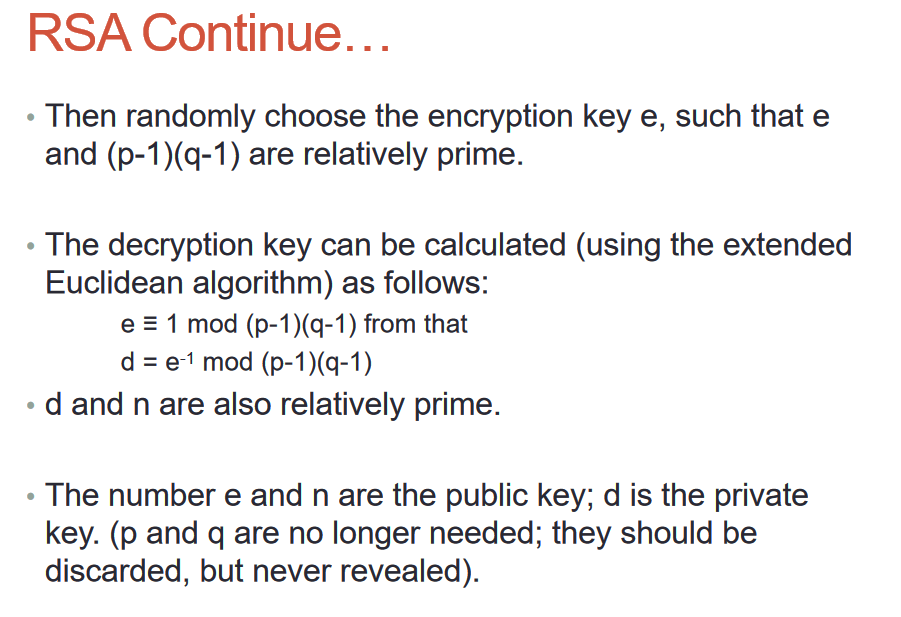 RSA Continue…
• Then randomly choose the encryption key e, such that e
and (p-1)(q-1) are relatively prime.
• The decryption key can be calculated (using the extended
Euclidean algorithm) as follows:
e ≡ 1 mod (p-1)(q-1) from that
d = e⁻¹ mod (p-1)(q-1)
• d and n are also relatively prime.
• The number e and n are the public key; d is the private
key. (p and q are no longer needed; they should be
discarded, but never revealed).